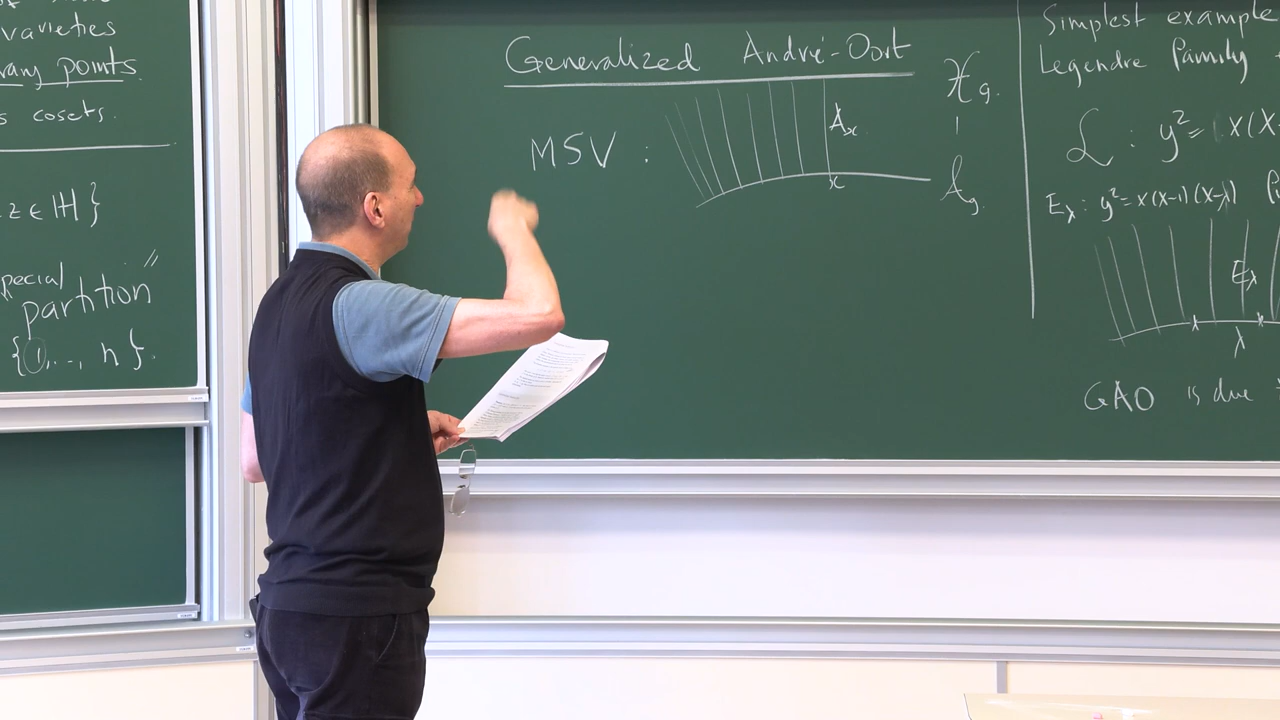 varieties
points.
cosets.
z ∈ ℍ}
"special
partition"
{1,..., n}.
Generalized André-Oort
MSV :
A_x
x
𝒳_g.
|
𝒜_g.
Simplest example
Legendre Family
ℒ : y² = x(x
E_λ : y² = x(x-1)(x-λ)
E_λ
λ
GAO is due